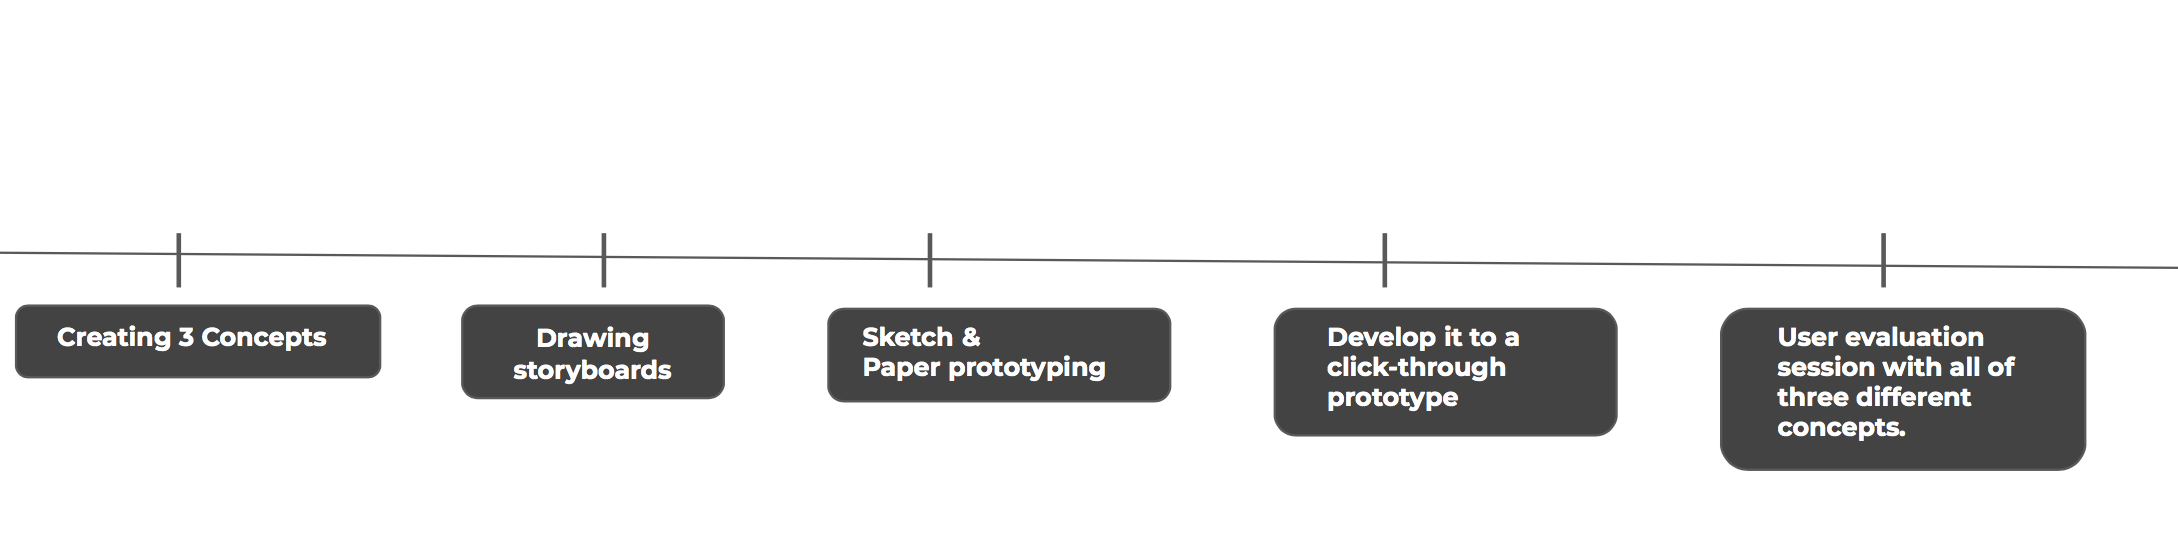 Creating 3 Concepts
Drawing
storyboards
Sketch &
Paper prototyping
Develop it to a
click-through
prototype
User evaluation
session with all of
three different
concepts.